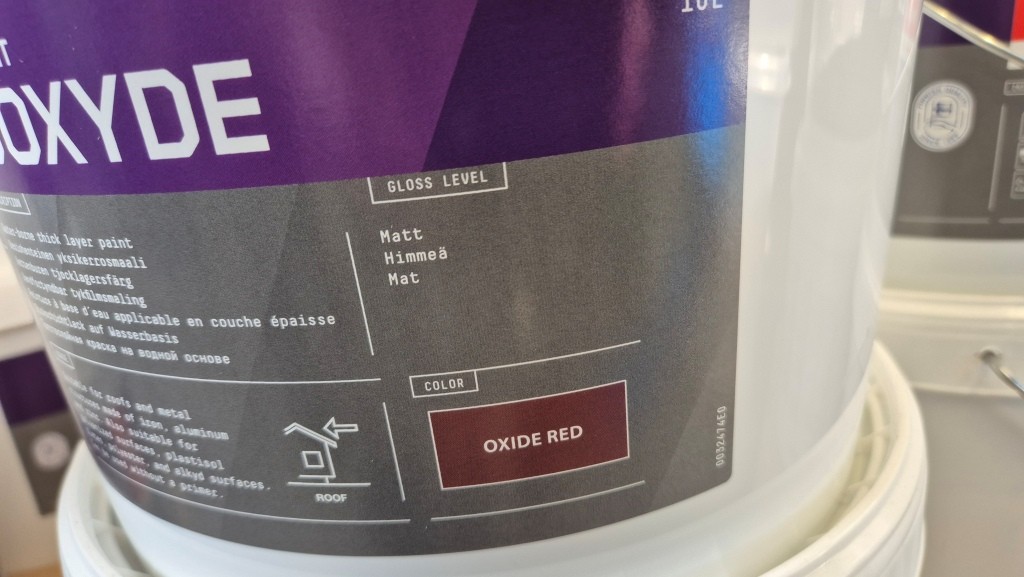 10L
T
OXYDE
GLOSS LEVEL
Matt
Himmeä
Mat
thick layer paint
yksikerrosmaali
tjocklagersfärg
tykfilmsmaling
à base d'eau applicable en couche épaisse
auf Wasserbasis
краска на водной основе
COLOR
OXIDE RED
for roofs and metal
made of iron, aluminum
Also suitable for
surfaces, plastisol
and alkyd surfaces.
without a primer.
ROOF
0032474E0